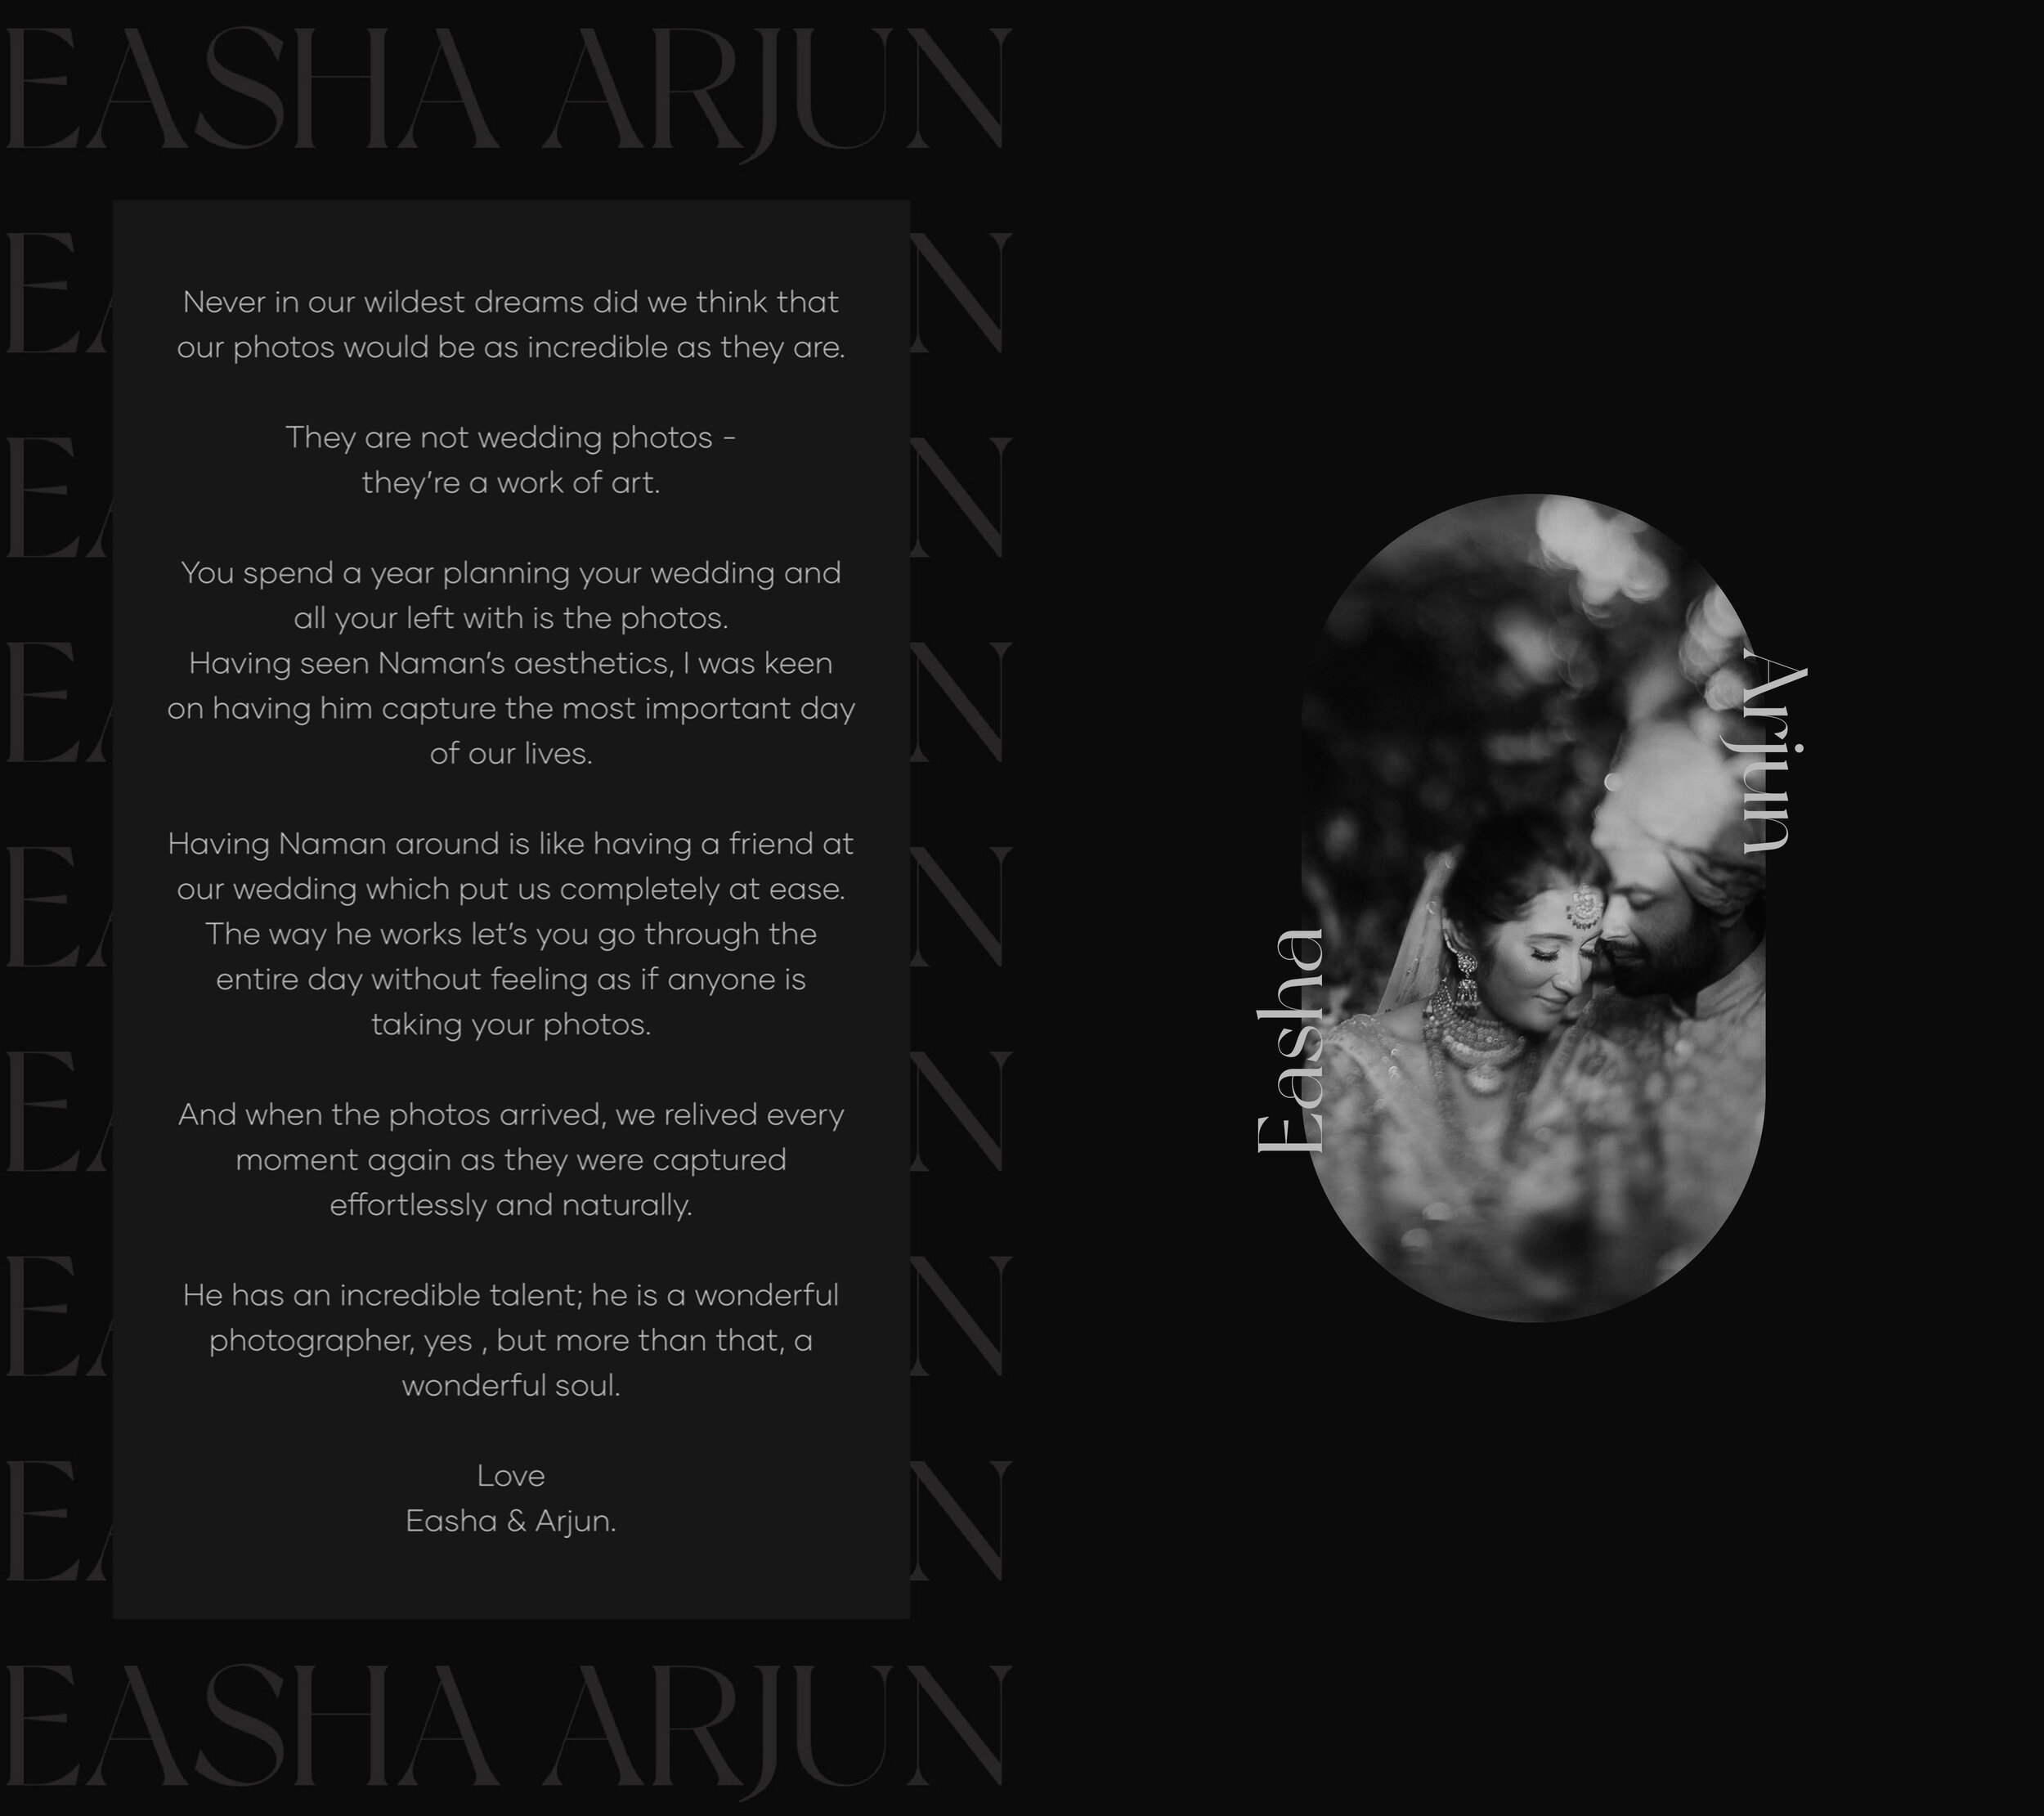 EASHA ARJUN
Never in our wildest dreams did we think that
our photos would be as incredible as they are.
They are not wedding photos -
they're a work of art.
You spend a year planning your wedding and
all your left with is the photos.
Having seen Naman's aesthetics, I was keen
on having him capture the most important day
of our lives.
Having Naman around is like having a friend at
our wedding which put us completely at ease.
The way he works let's you go through the
entire day without feeling as if anyone is
taking your photos.
And when the photos arrived, we relived every
moment again as they were captured
effortlessly and naturally.
He has an incredible talent; he is a wonderful
photographer, yes , but more than that, a
wonderful soul.
Love
Easha & Arjun.
EASHA ARJUN
Easha
Arjun